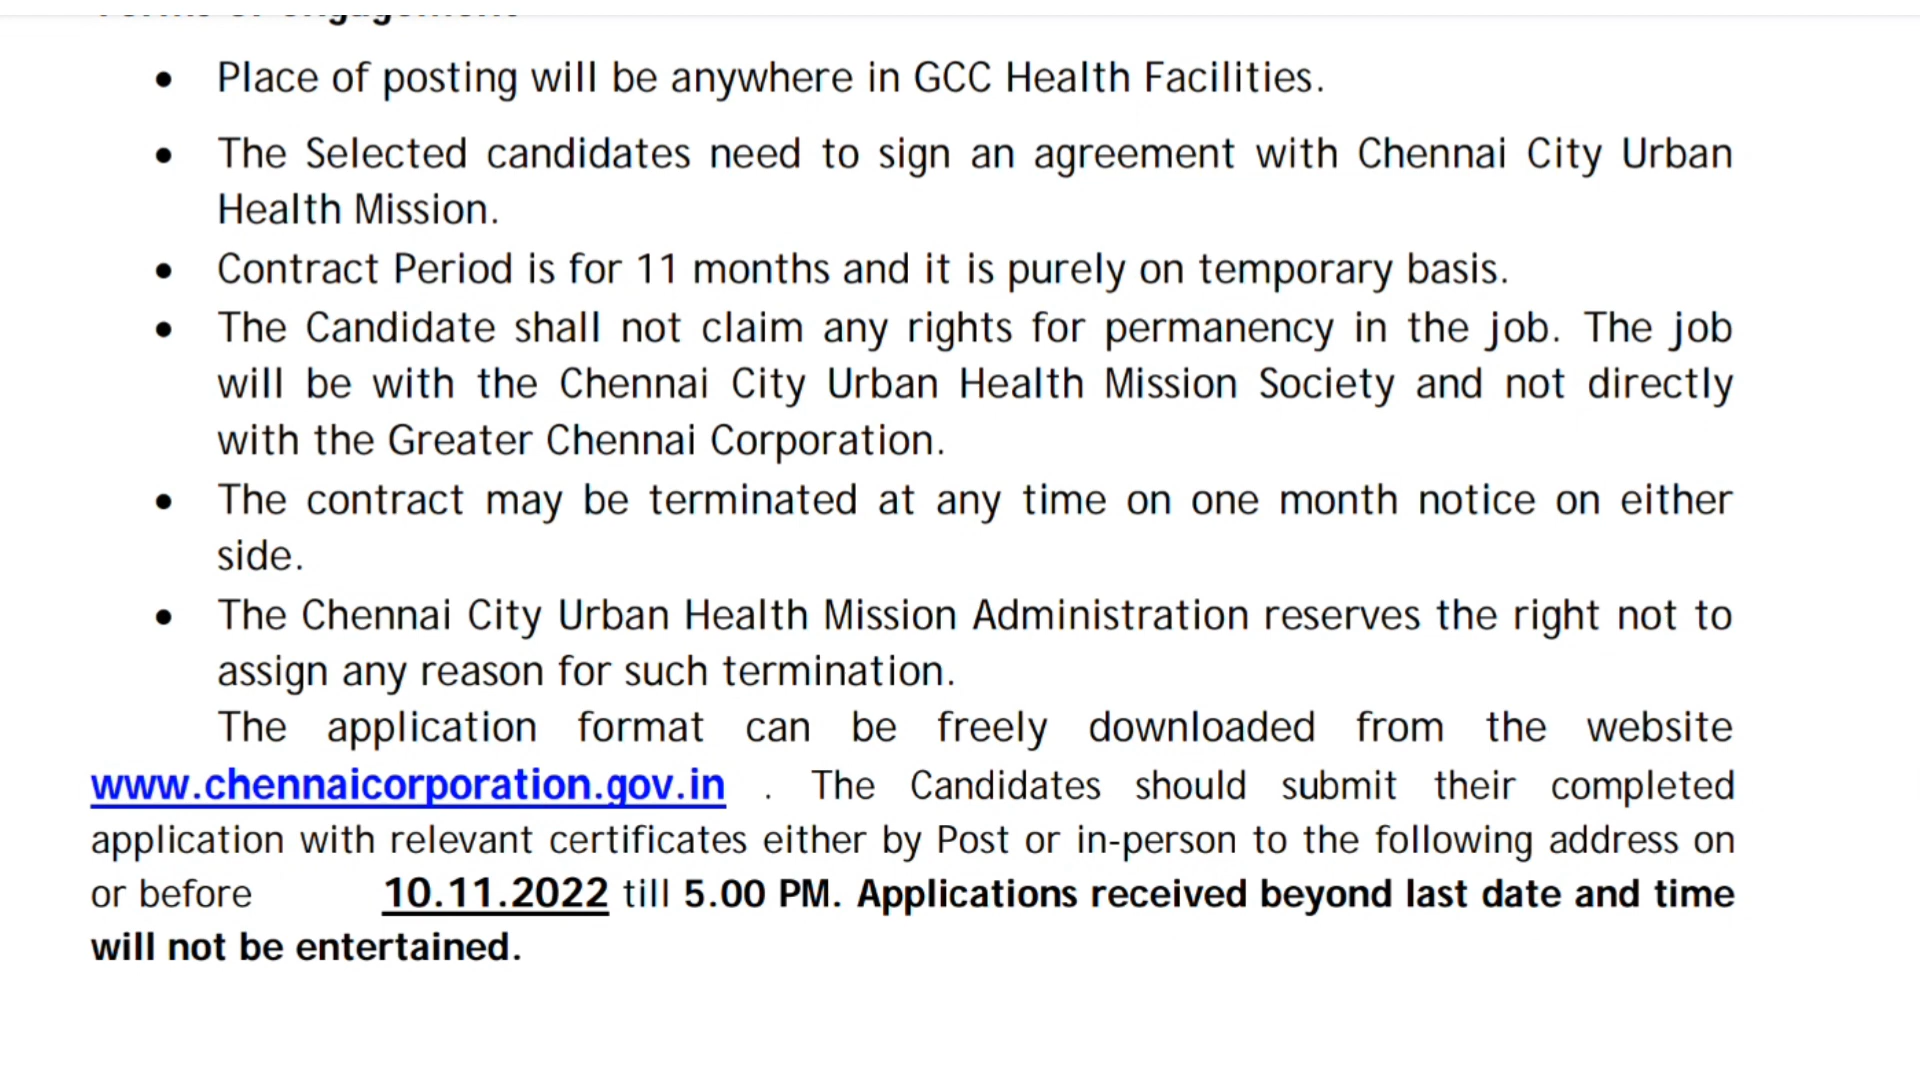 • Place of posting will be anywhere in GCC Health Facilities.
• The Selected candidates need to sign an agreement with Chennai City Urban
Health Mission.
• Contract Period is for 11 months and it is purely on temporary basis.
• The Candidate shall not claim any rights for permanency in the job. The job
will be with the Chennai City Urban Health Mission Society and not directly
with the Greater Chennai Corporation.
• The contract may be terminated at any time on one month notice on either
side.
• The Chennai City Urban Health Mission Administration reserves the right not to
assign any reason for such termination.
The application format can be freely downloaded from the website
www.chennaicorporation.gov.in . The Candidates should submit their completed
application with relevant certificates either by Post or in-person to the following address on
or before 10.11.2022 till 5.00 PM. Applications received beyond last date and time
will not be entertained.